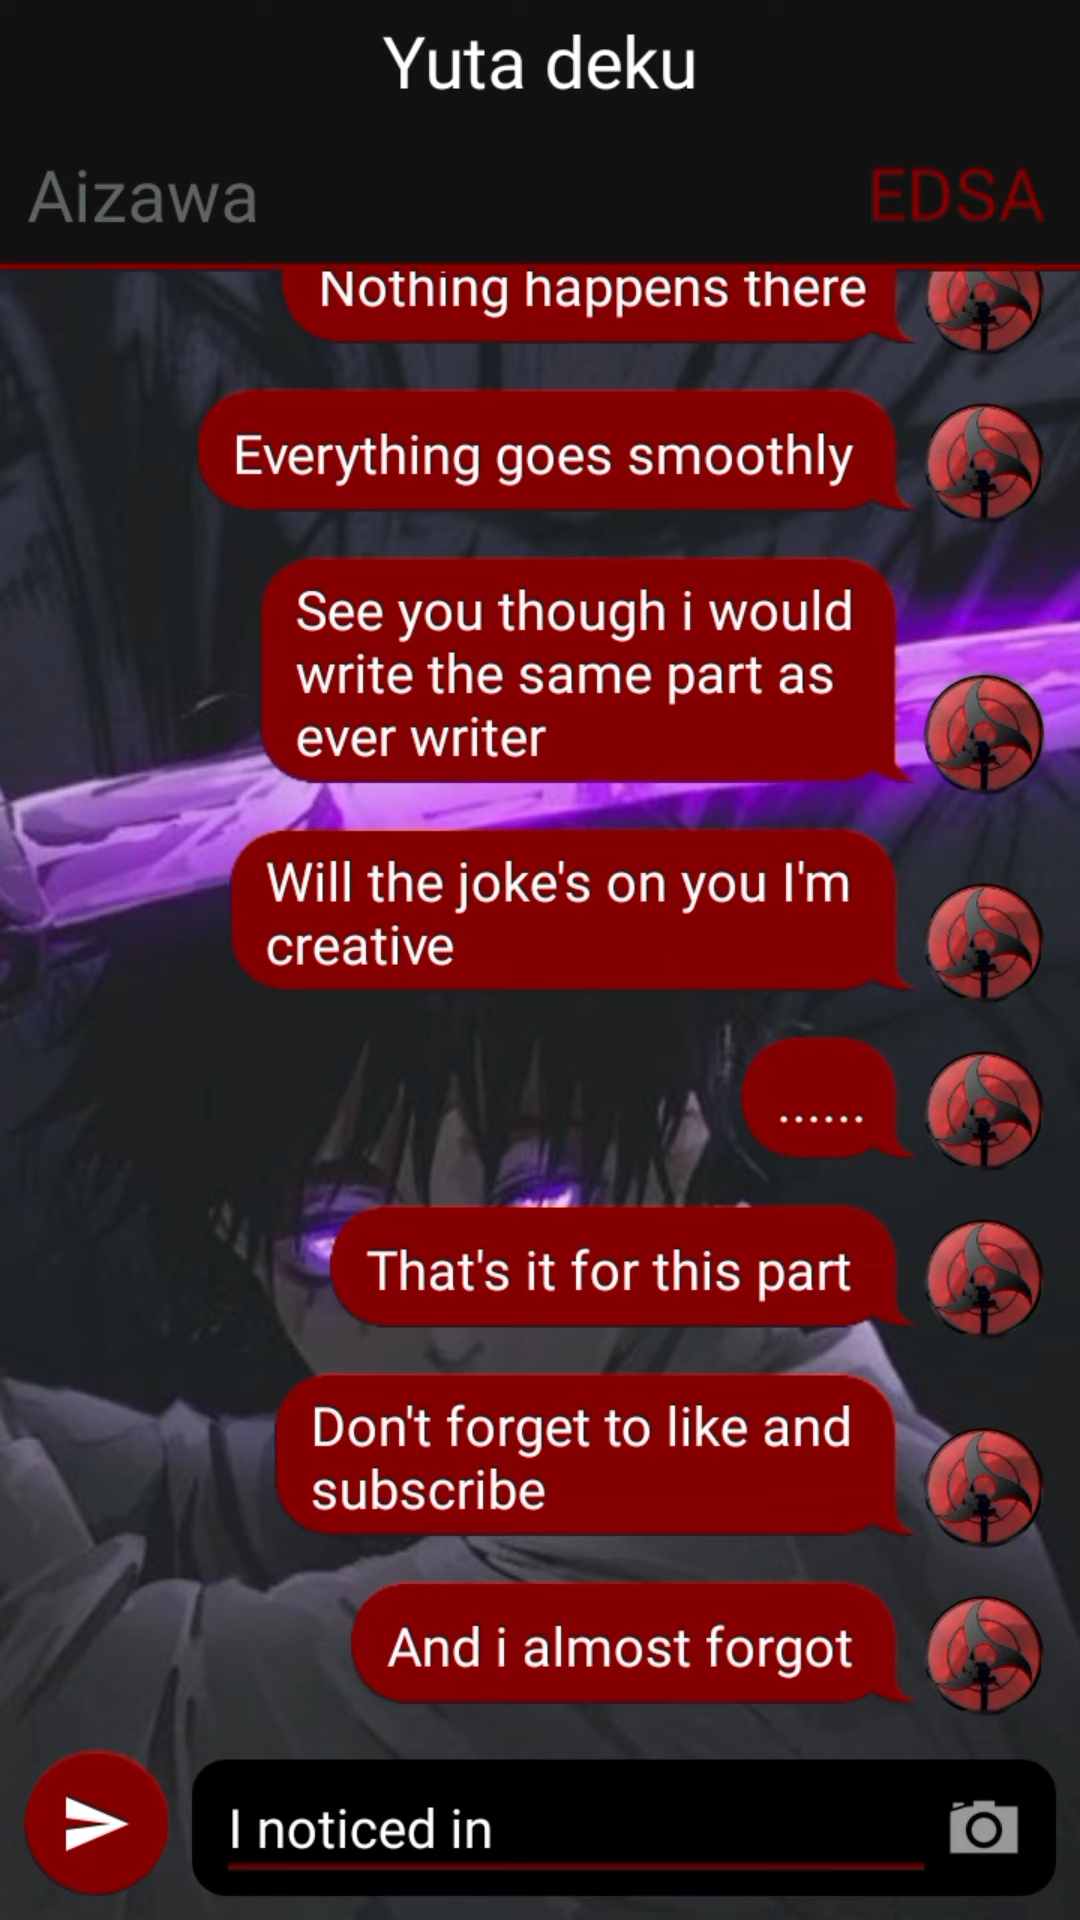 Yuta deku
Aizawa
EDSA
Nothing happens there
Everything goes smoothly
See you though i would
write the same part as
ever writer
Will the joke's on you I'm
creative
......
That's it for this part
Don't forget to like and
subscribe
And i almost forgot
I noticed in